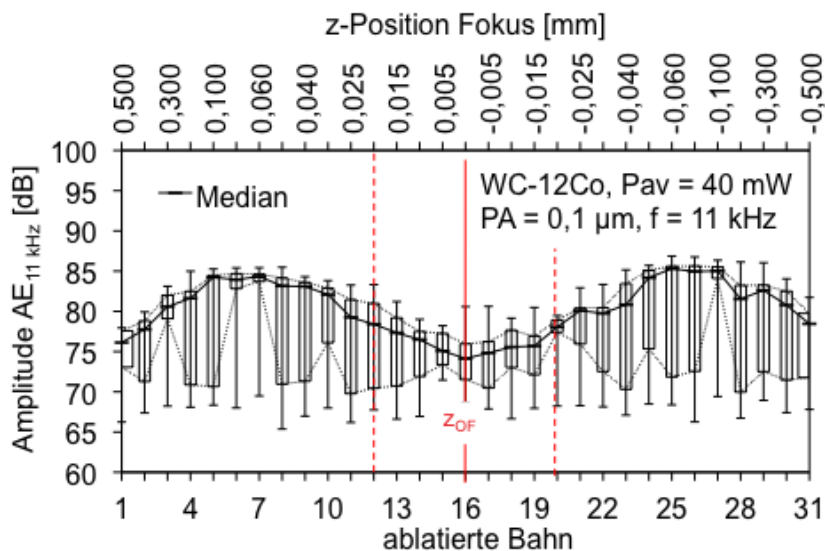 z-Position Fokus [mm]
0,500 0,300 0,100 0,060 0,040 0,025 0,015 0,005 -0,005 -0,015 -0,025 -0,040 -0,060 -0,100 -0,300 -0,500
Amplitude AE11 kHz [dB]
100
95
90
85
80
75
70
65
60
Median
WC-12Co, Pav = 40 mW
PA = 0,1 µm, f = 11 kHz
zOF
1 4 7 10 13 16 19 22 25 28 31
ablatierte Bahn